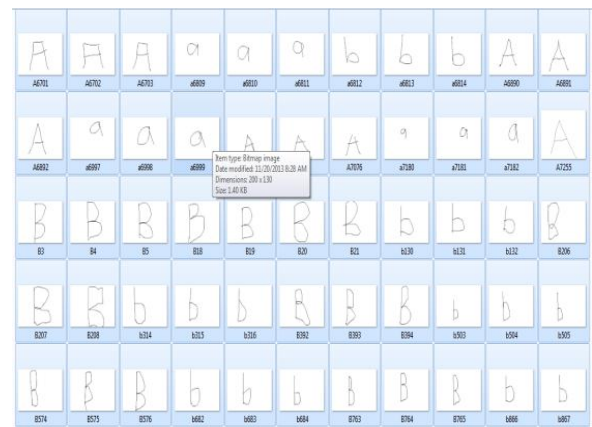 A A A a a a b b b A A
A6701 A6702 A6703 a6809 a6810 a6811 a6812 a6813 a6814 A6890 A6891
A a a a A A A a a a A
A6892 a6997 a6998 a6999 A7076 a7180 a7181 a7182 A7255
Item type: Bitmap image
Date modified: 11/20/2013 8:28 AM
Dimensions: 200 x 130
Size: 1.40 KB
B B B B B B B b b b B
B3 B4 B5 B18 B19 B20 B21 b130 b131 b132 B206
B B b b b B B B b b b
B207 B208 b314 b315 b316 B392 B393 B394 b503 b504 b505
B B B b b b B B B b b
B574 B575 B576 b682 b683 b684 B763 B764 B765 b866 b867